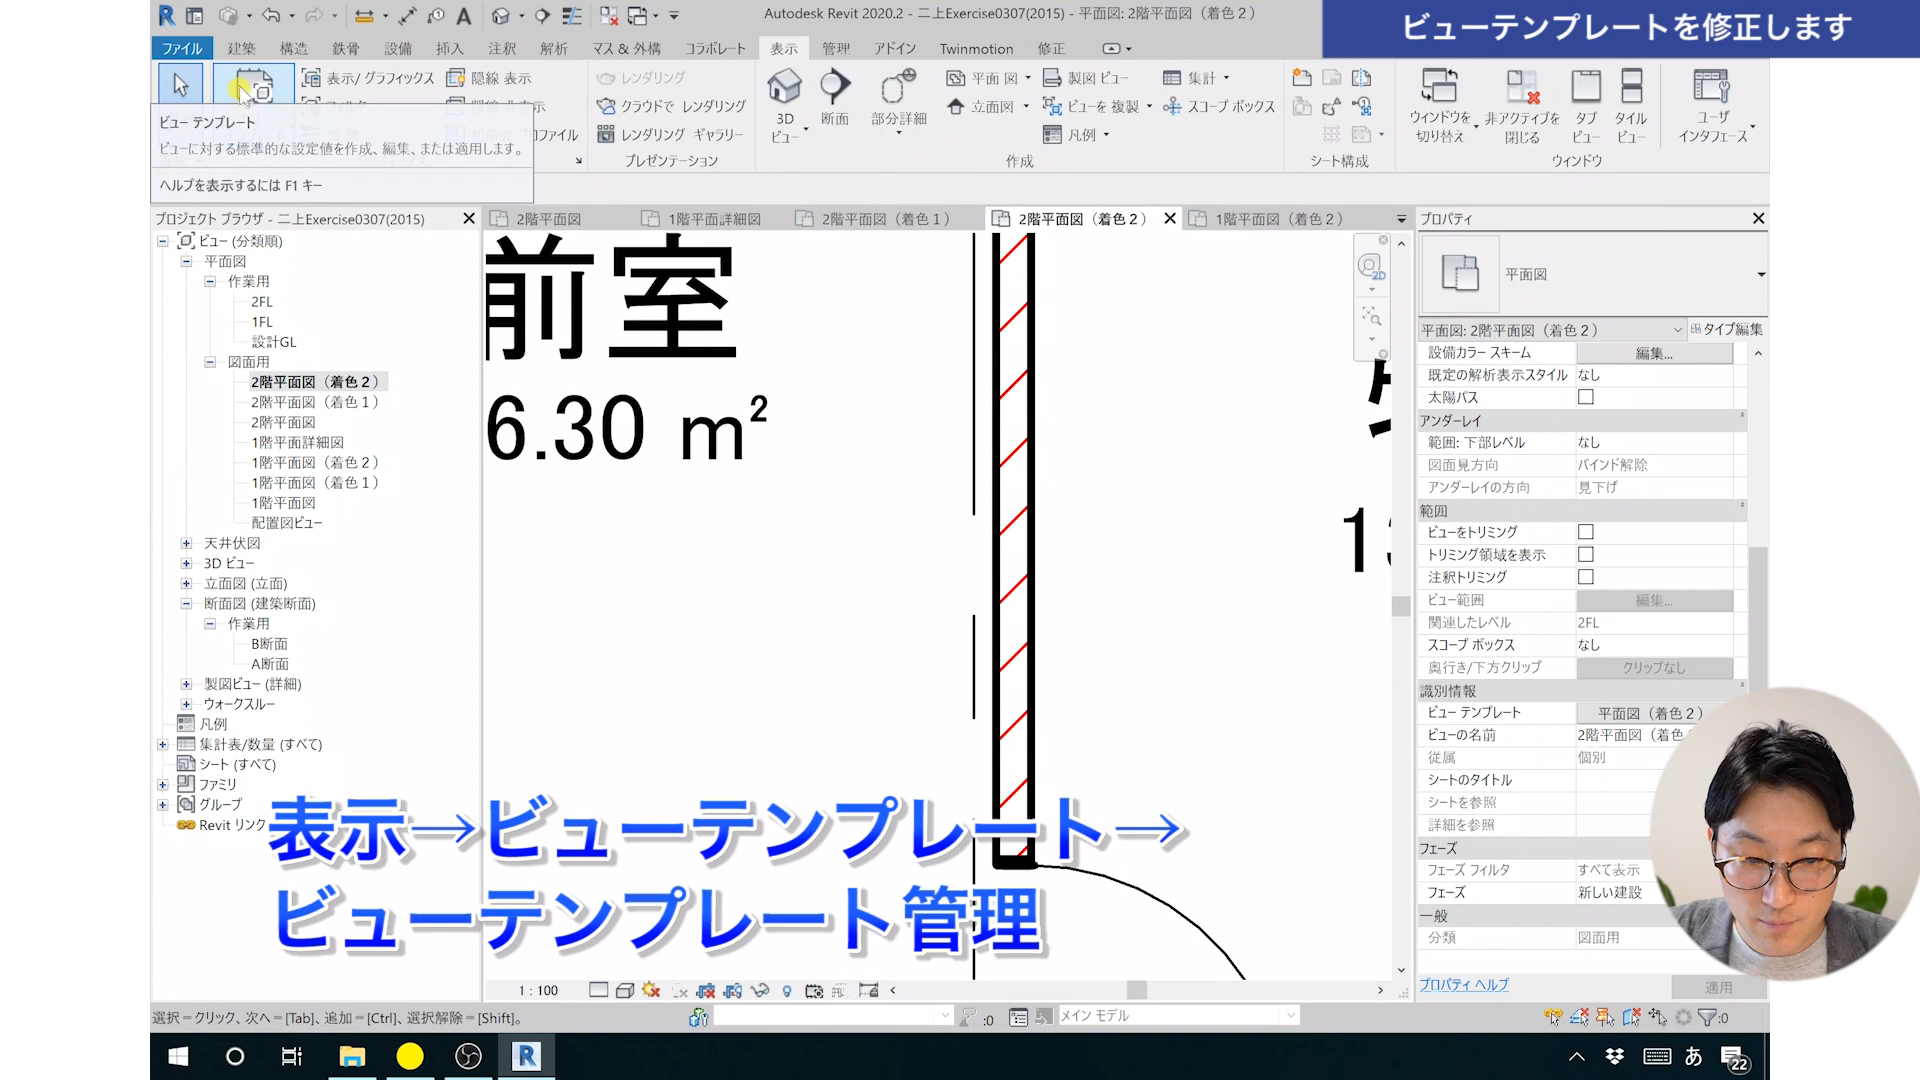 Autodesk Revit 2020.2 - 二上Exercise0307(2015) - 平面図: 2階平面図（着色２）
ビューテンプレートを修正します
ファイル 建築 構造 鉄骨 設備 挿入 注釈 解析 マス & 外構 コラボレート 表示 管理 アドイン Twinmotion 修正
表示/ グラフィックス 隠線 表示 レンダリング 平面 図 製図 ビュー 集計
クラウドで レンダリング 立面図 ビューを 複製 スコープ ボックス
レンダリング ギャラリー 凡例
3D ビュー 断面 部分詳細
ウィンドウを 切り替え 非アクティブを 閉じる タブ ビュー タイル ビュー ユーザ インタフェース
プレゼンテーション 作成 シート構成 ウィンドウ
ビュー テンプレート
ビューに対する標準的な設定値を作成、編集、または適用します。
ヘルプを表示するには F1 キー
プロジェクト ブラウザ - 二上Exercise0307(2015)
2階平面図 1階平面詳細図 2階平面図（着色１） 2階平面図（着色２） 1階平面図（着色２）
プロパティ
ビュー (分類順)
平面図
作業用
2FL
1FL
設計GL
図面用
2階平面図（着色２）
2階平面図（着色１）
2階平面図
1階平面詳細図
1階平面図（着色２）
1階平面図（着色１）
1階平面図
配置図ビュー
天井伏図
3D ビュー
立面図 (立面)
断面図 (建築断面)
作業用
B断面
A断面
製図ビュー (詳細)
ウォークスルー
凡例
集計表/数量 (すべて)
シート (すべて)
ファミリ
グループ
Revit リンク
前室
6.30 m²
2D
平面図
平面図: 2階平面図（着色２） タイプ編集
設備カラー スキーム 編集...
既定の解析表示スタイル なし
太陽パス
アンダーレイ
範囲: 下部レベル なし
図面見方向 バインド解除
アンダーレイの方向 見下げ
範囲
ビューをトリミング
トリミング領域を表示
注釈トリミング
ビュー範囲 編集...
関連したレベル 2FL
スコープ ボックス なし
奥行き/下方クリップ クリップなし
識別情報
ビュー テンプレート 平面図（着色２）
ビューの名前 2階平面図（着色
従属 個別
シートのタイトル
シートを参照
詳細を参照
フェーズ
フェーズ フィルタ すべて表示
フェーズ 新しい建設
一般
分類 図面用
プロパティ ヘルプ 適用
表示→ビューテンプレート→
ビューテンプレート管理
1 : 100
選択 = クリック、次へ = [Tab]、追加 = [Ctrl]、選択解除 = [Shift]。
:0 メイン モデル :0
あ 22